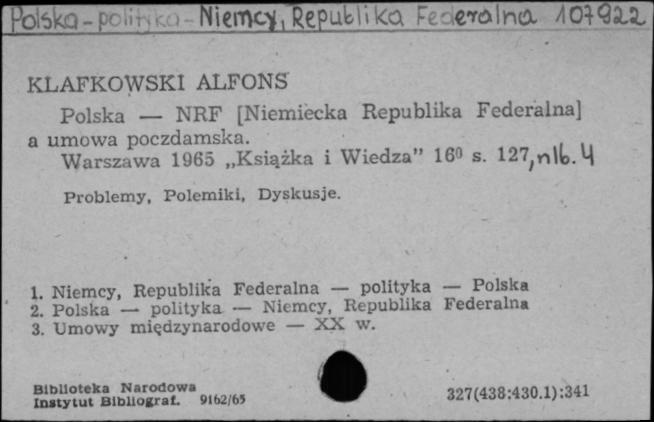 Polska - polityka - Niemcy, Republika Federalna 107922
KLAFKOWSKI ALFONS
Polska — NRF [Niemiecka Republika Federalna]
a umowa poczdamska.
Warszawa 1965 „Książka i Wiedza” 16⁰ s. 127, nlb. 4
Problemy, Polemiki, Dyskusje.
1. Niemcy, Republika Federalna — polityka — Polska
2. Polska — polityka — Niemcy, Republika Federalna
3. Umowy międzynarodowe — XX w.
Biblioteka Narodowa
Instytut Bibliograf. 9162/65
327(438:430.1):341